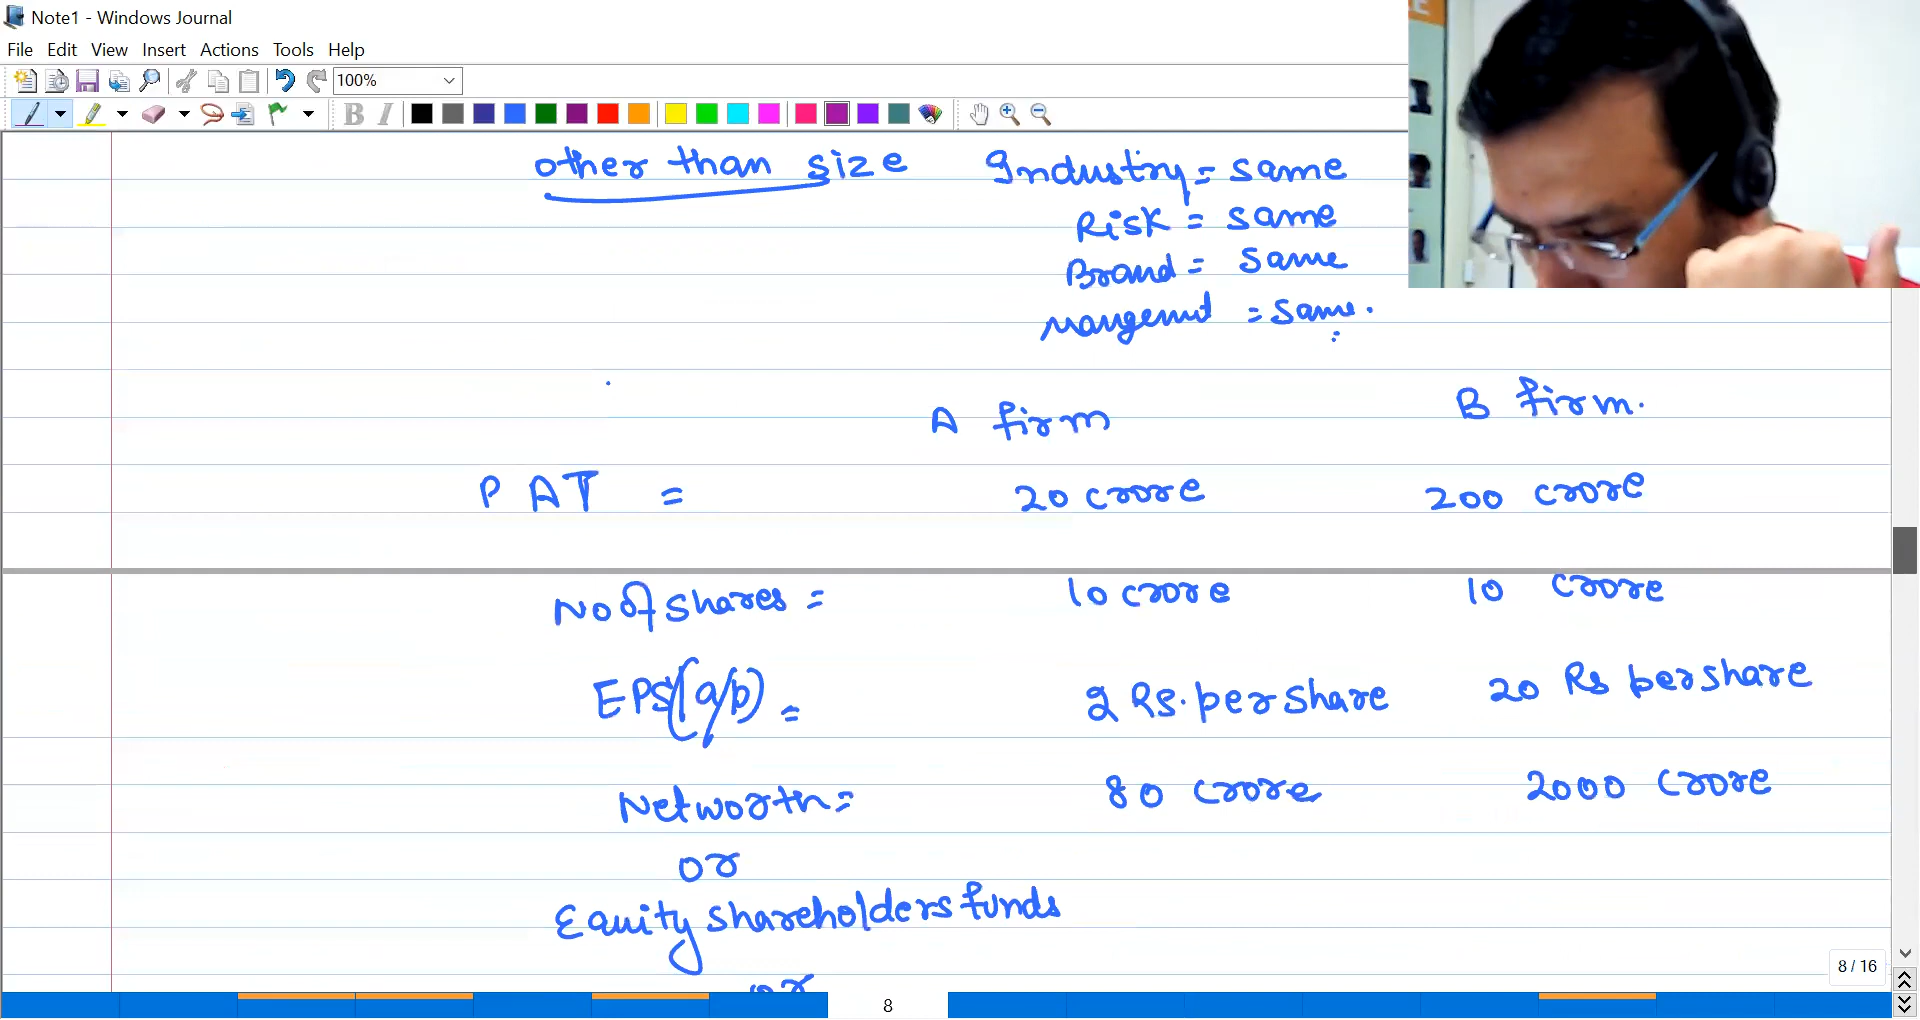 Note1 - Windows Journal
File Edit View Insert Actions Tools Help
100%
B I
other than size Industry = same
Risk = same
Brand = same
= same.
A firm B firm.
PAT = 20 crore 200 crore
No of shares = 10 crore 10 crore
EPS (a/b) = 2 Rs. per share 20 Rs per share
Networth = 80 crore 2000 crore
or
Equity shareholders funds
or
8 / 16
8